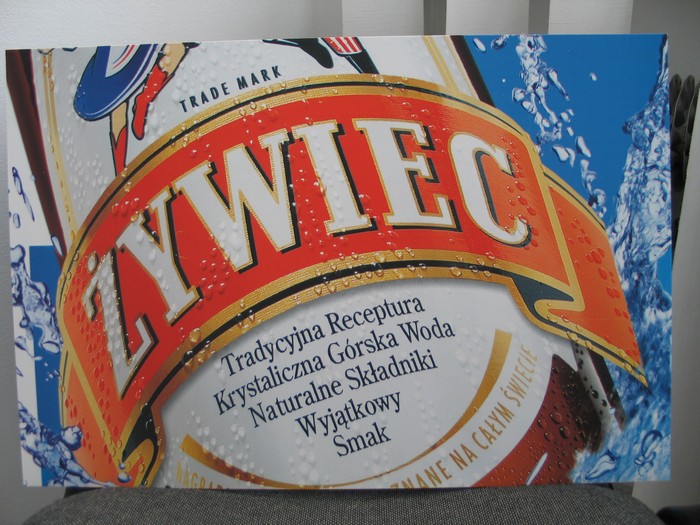 TRADE MARK
ŻYWIEC
Tradycyjna Receptura
Krystaliczna Górska Woda
Naturalne Składniki
Wyjątkowy
Smak
NA CAŁYM ŚWIECIE